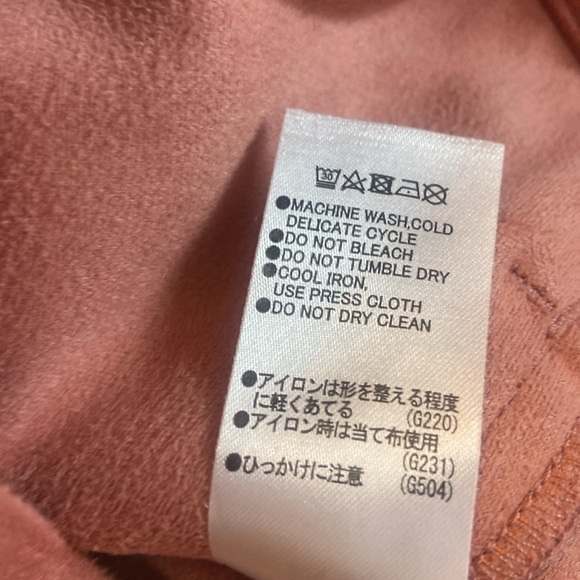 30
●MACHINE WASH,COLD
DELICATE CYCLE
●DO NOT BLEACH
●DO NOT TUMBLE DRY
●COOL IRON,
USE PRESS CLOTH
●DO NOT DRY CLEAN
●アイロンは形を整える程度
に軽くあてる (G220)
●アイロン時は当て布使用
(G231)
●ひっかけに注意 (G504)